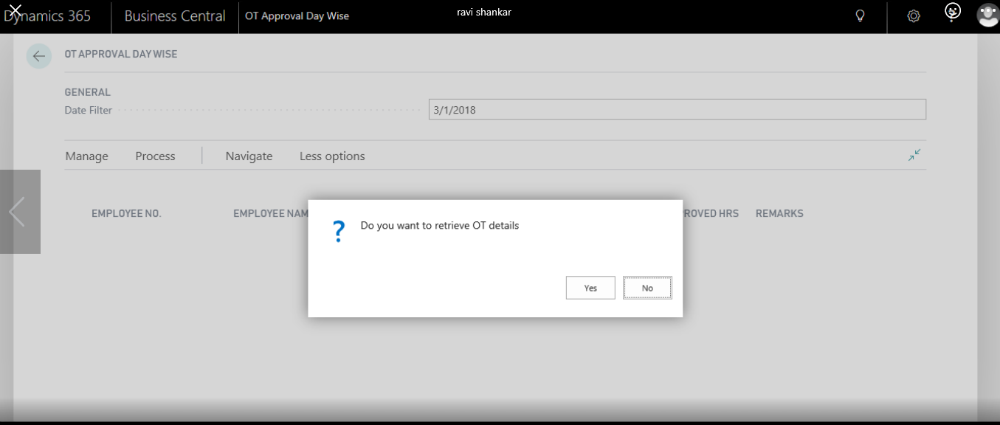 Dynamics 365 Business Central OT Approval Day Wise ravi shankar
OT APPROVAL DAY WISE
GENERAL
Date Filter 3/1/2018
Manage Process Navigate Less options
EMPLOYEE NO. EMPLOYEE NAM ROVED HRS REMARKS
? Do you want to retrieve OT details
Yes No